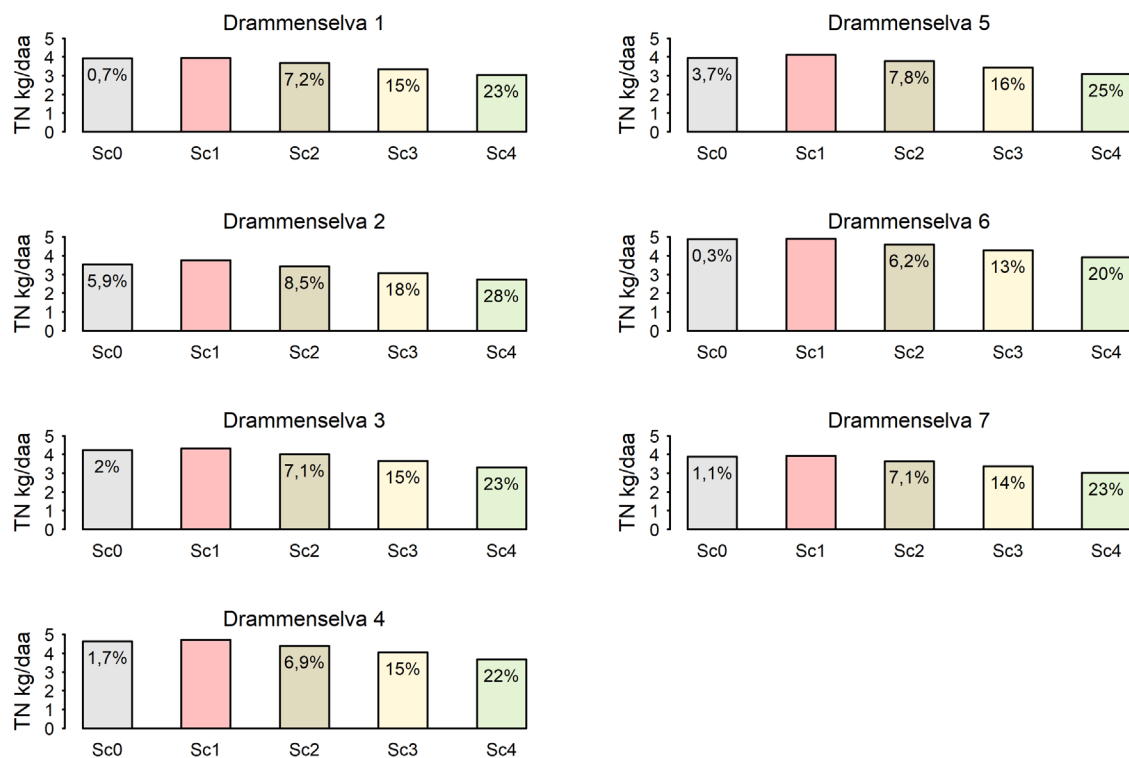 Drammenselva 1
TN kg/daa
5
4
3
2
1
0
0,7% 7,2% 15% 23%
Sc0 Sc1 Sc2 Sc3 Sc4
Drammenselva 2
TN kg/daa
5
4
3
2
1
0
5,9% 8,5% 18% 28%
Sc0 Sc1 Sc2 Sc3 Sc4
Drammenselva 3
TN kg/daa
5
4
3
2
1
0
2% 7,1% 15% 23%
Sc0 Sc1 Sc2 Sc3 Sc4
Drammenselva 4
TN kg/daa
5
4
3
2
1
0
1,7% 6,9% 15% 22%
Sc0 Sc1 Sc2 Sc3 Sc4
Drammenselva 5
TN kg/daa
5
4
3
2
1
0
3,7% 7,8% 16% 25%
Sc0 Sc1 Sc2 Sc3 Sc4
Drammenselva 6
TN kg/daa
5
4
3
2
1
0
0,3% 6,2% 13% 20%
Sc0 Sc1 Sc2 Sc3 Sc4
Drammenselva 7
TN kg/daa
5
4
3
2
1
0
1,1% 7,1% 14% 23%
Sc0 Sc1 Sc2 Sc3 Sc4